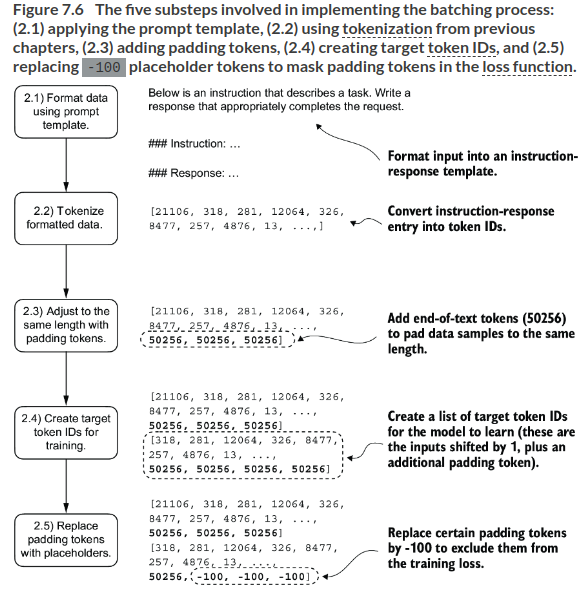 Figure 7.6 The five substeps involved in implementing the batching process:
(2.1) applying the prompt template, (2.2) using tokenization from previous
chapters, (2.3) adding padding tokens, (2.4) creating target token IDs, and (2.5)
replacing -100 placeholder tokens to mask padding tokens in the loss function.
2.1) Format data
using prompt
template.
Below is an instruction that describes a task. Write a
response that appropriately completes the request.
### Instruction: ...
### Response: ...
Format input into an instruction-
response template.
2.2) Tokenize
formatted data.
[21106, 318, 281, 12064, 326,
8477, 257, 4876, 13, ...,]
Convert instruction-response
entry into token IDs.
2.3) Adjust to the
same length with
padding tokens.
[21106, 318, 281, 12064, 326,
8477, 257, 4876, 13, ...,
50256, 50256, 50256]
Add end-of-text tokens (50256)
to pad data samples to the same
length.
2.4) Create target
token IDs for
training.
[21106, 318, 281, 12064, 326,
8477, 257, 4876, 13, ...,
50256, 50256, 50256]
[318, 281, 12064, 326, 8477,
257, 4876, 13, ...,
50256, 50256, 50256, 50256]
Create a list of target token IDs
for the model to learn (these are
the inputs shifted by 1, plus an
additional padding token).
2.5) Replace
padding tokens
with placeholders.
[21106, 318, 281, 12064, 326,
8477, 257, 4876, 13, ...,
50256, 50256, 50256]
[318, 281, 12064, 326, 8477,
257, 4876, 13, ...,
50256, -100, -100, -100]
Replace certain padding tokens
by -100 to exclude them from
the training loss.